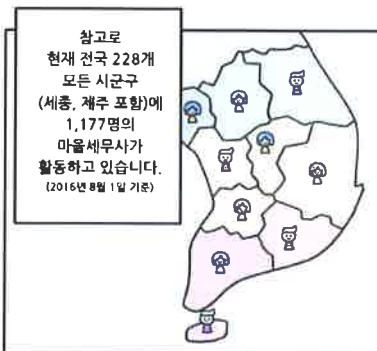 참고로
현재 전국 228개
모든 시군구
(세종, 제주 포함)에
1,177명의
마을세무사가
활동하고 있습니다.
(2016년 8월 1일 기준)